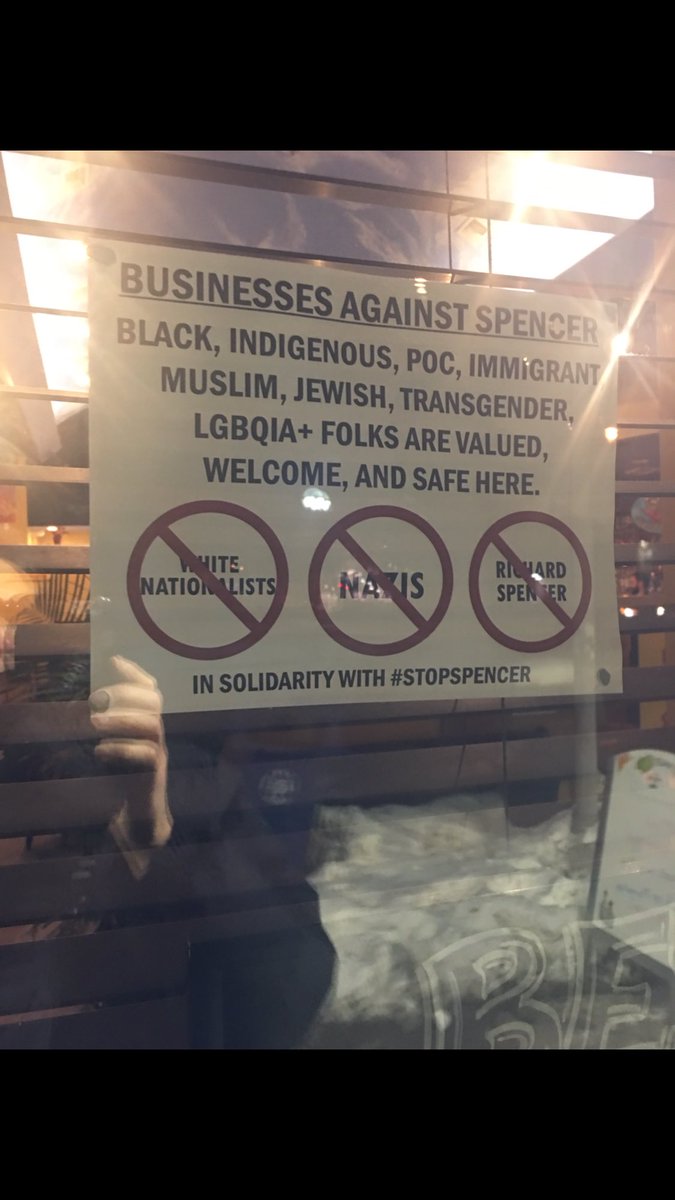 BUSINESSES AGAINST SPENCER
BLACK, INDIGENOUS, POC, IMMIGRANT
MUSLIM, JEWISH, TRANSGENDER,
LGBQIA+ FOLKS ARE VALUED,
WELCOME, AND SAFE HERE.
WHITE
NATIONALISTS
NAZIS
RICHARD
SPENCER
IN SOLIDARITY WITH #STOPSPENCER